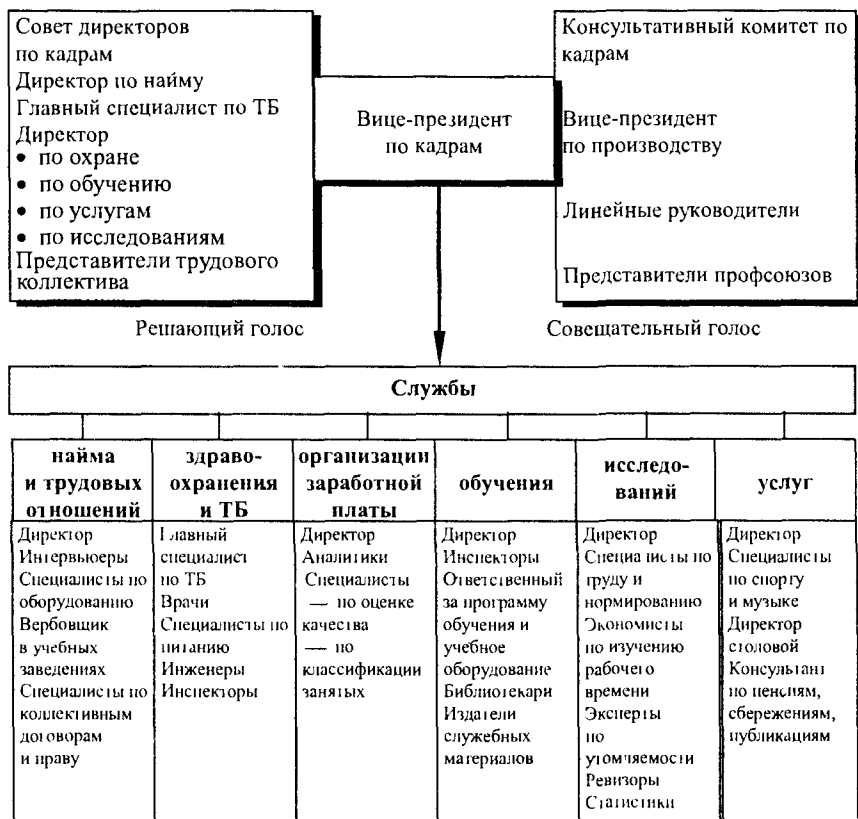 Совет директоров
по кадрам
Директор по найму
Главный специалист по ТБ
Директор
• по охране
• по обучению
• по услугам
• по исследованиям
Представители трудового
коллектива
Решающий голос
Вице-президент
по кадрам
Консультативный комитет по
кадрам
Вице-президент
по производству
Линейные руководители
Представители профсоюзов
Совещательный голос
Службы
найма
и трудовых
отношений
Директор
Интервьюеры
Специалисты по
оборудованию
Вербовщик
в учебных
заведениях
Специалисты по
коллективным
договорам
и праву
здраво-
охранения
и ТБ
Главный
специалист
по ТБ
Врачи
Специалисты по
питанию
Инженеры
Инспекторы
организации
заработной
платы
Директор
Аналитики
Специалисты
— по оценке
качества
— по
классификации
занятых
обучения
Директор
Инспекторы
Ответственный
за программу
обучения и
учебное
оборудование
Библиотекари
Издатели
служебных
материалов
исследо-
ваний
Директор
Специалисты по
труду и
нормированию
Экономисты
по изучению
рабочего
времени
Эксперты
по
утомляемости
Ревизоры
Статистики
услуг
Директор
Специалисты
по спорту
и музыке
Директор
столовой
Консультант
по пенсиям,
сбережениям,
публикациям